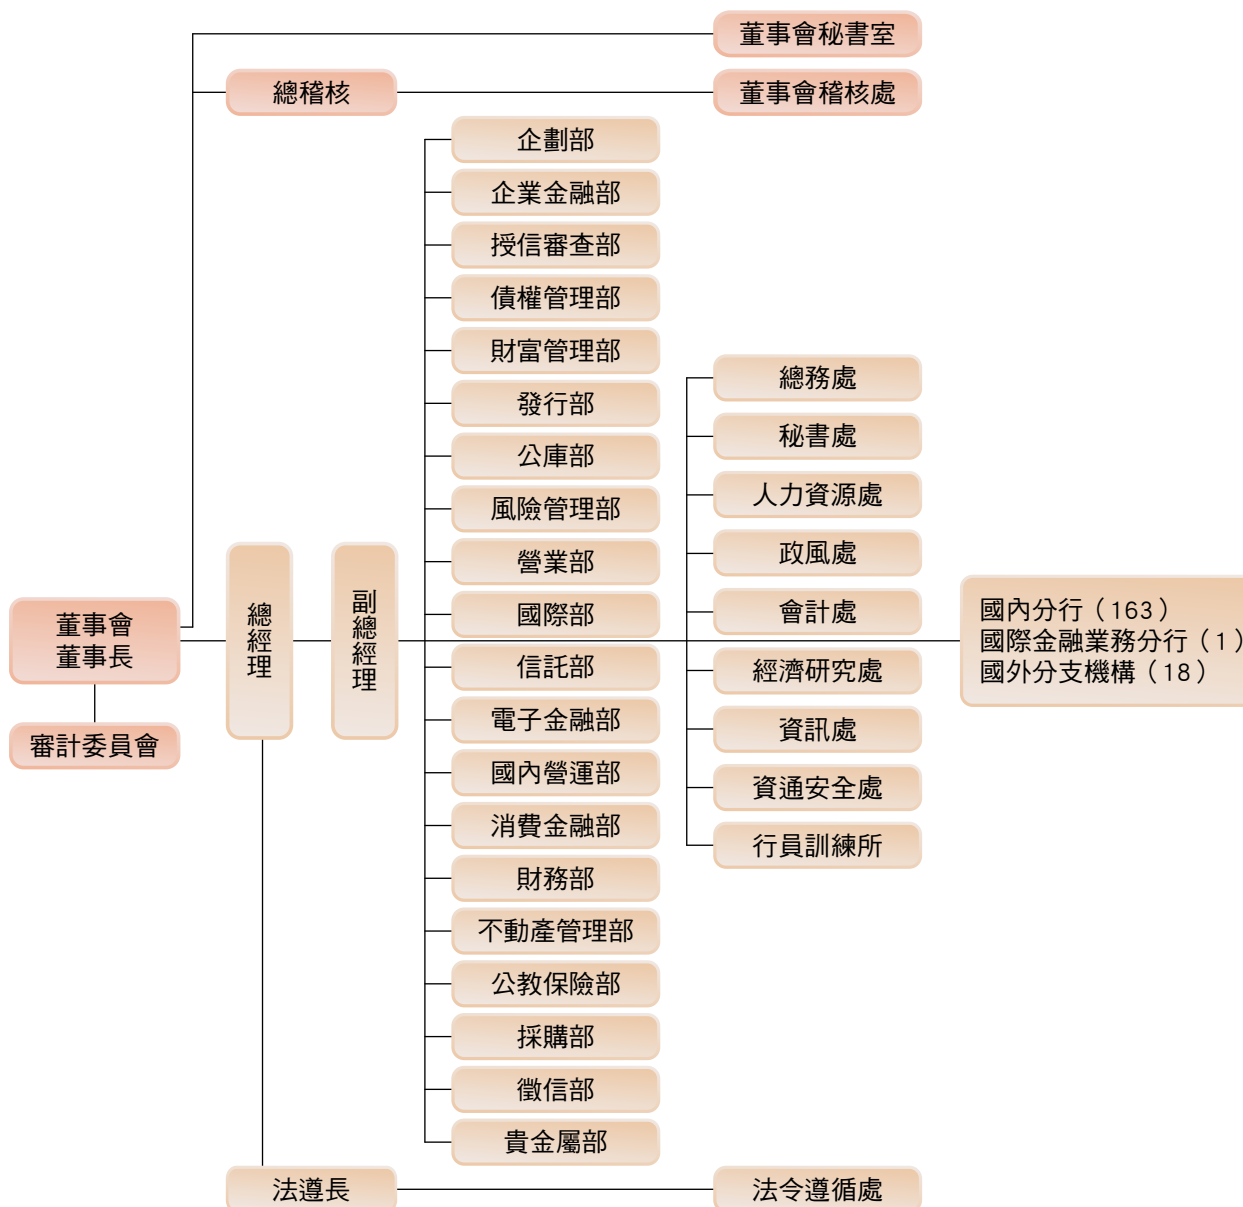 董事會秘書室
總稽核
董事會稽核處
企劃部
企業金融部
授信審查部
債權管理部
財富管理部
發行部
公庫部
風險管理部
營業部
國際部
信託部
電子金融部
國內營運部
消費金融部
財務部
不動產管理部
公教保險部
採購部
徵信部
貴金屬部
總務處
秘書處
人力資源處
政風處
會計處
經濟研究處
資訊處
資通安全處
行員訓練所
董事會
董事長
審計委員會
總經理
副總經理
國內分行（163）
國際金融業務分行（1）
國外分支機構（18）
法遵長
法令遵循處